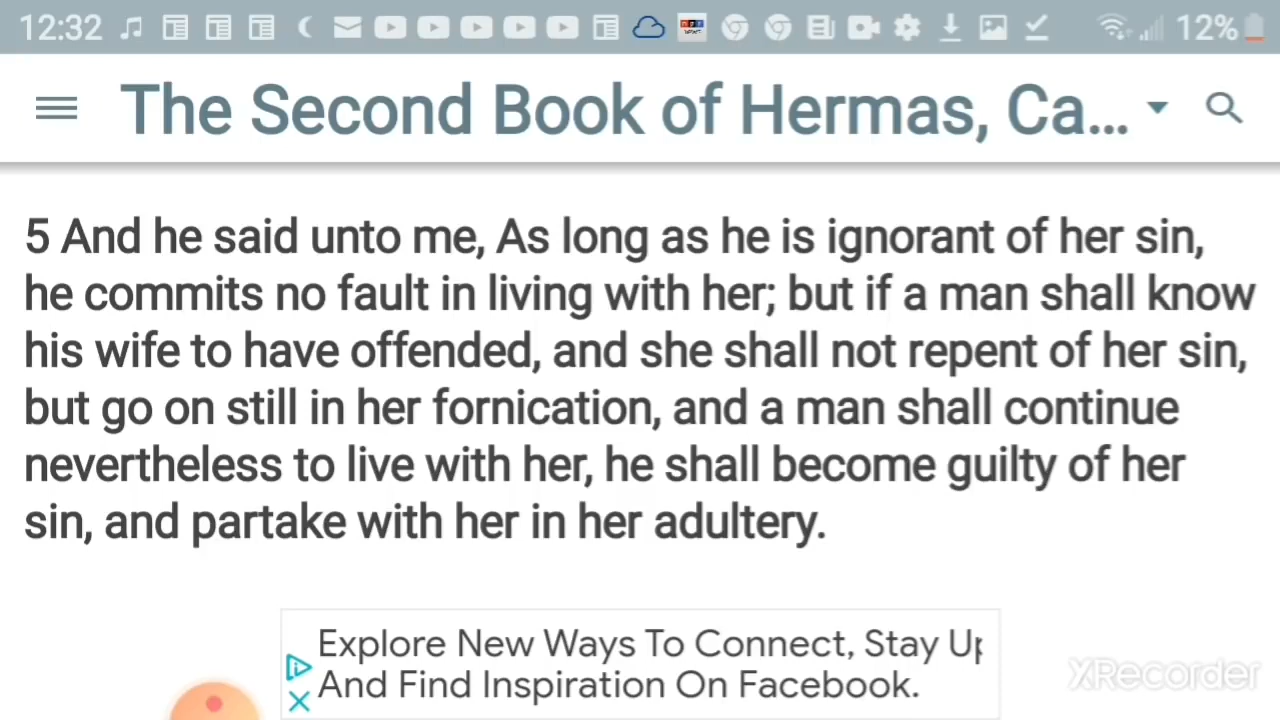 12:32
12%
The Second Book of Hermas, Ca...
5 And he said unto me, As long as he is ignorant of her sin,
he commits no fault in living with her; but if a man shall know
his wife to have offended, and she shall not repent of her sin,
but go on still in her fornication, and a man shall continue
nevertheless to live with her, he shall become guilty of her
sin, and partake with her in her adultery.
Explore New Ways To Connect, Stay
And Find Inspiration On Facebook.
XRecorder